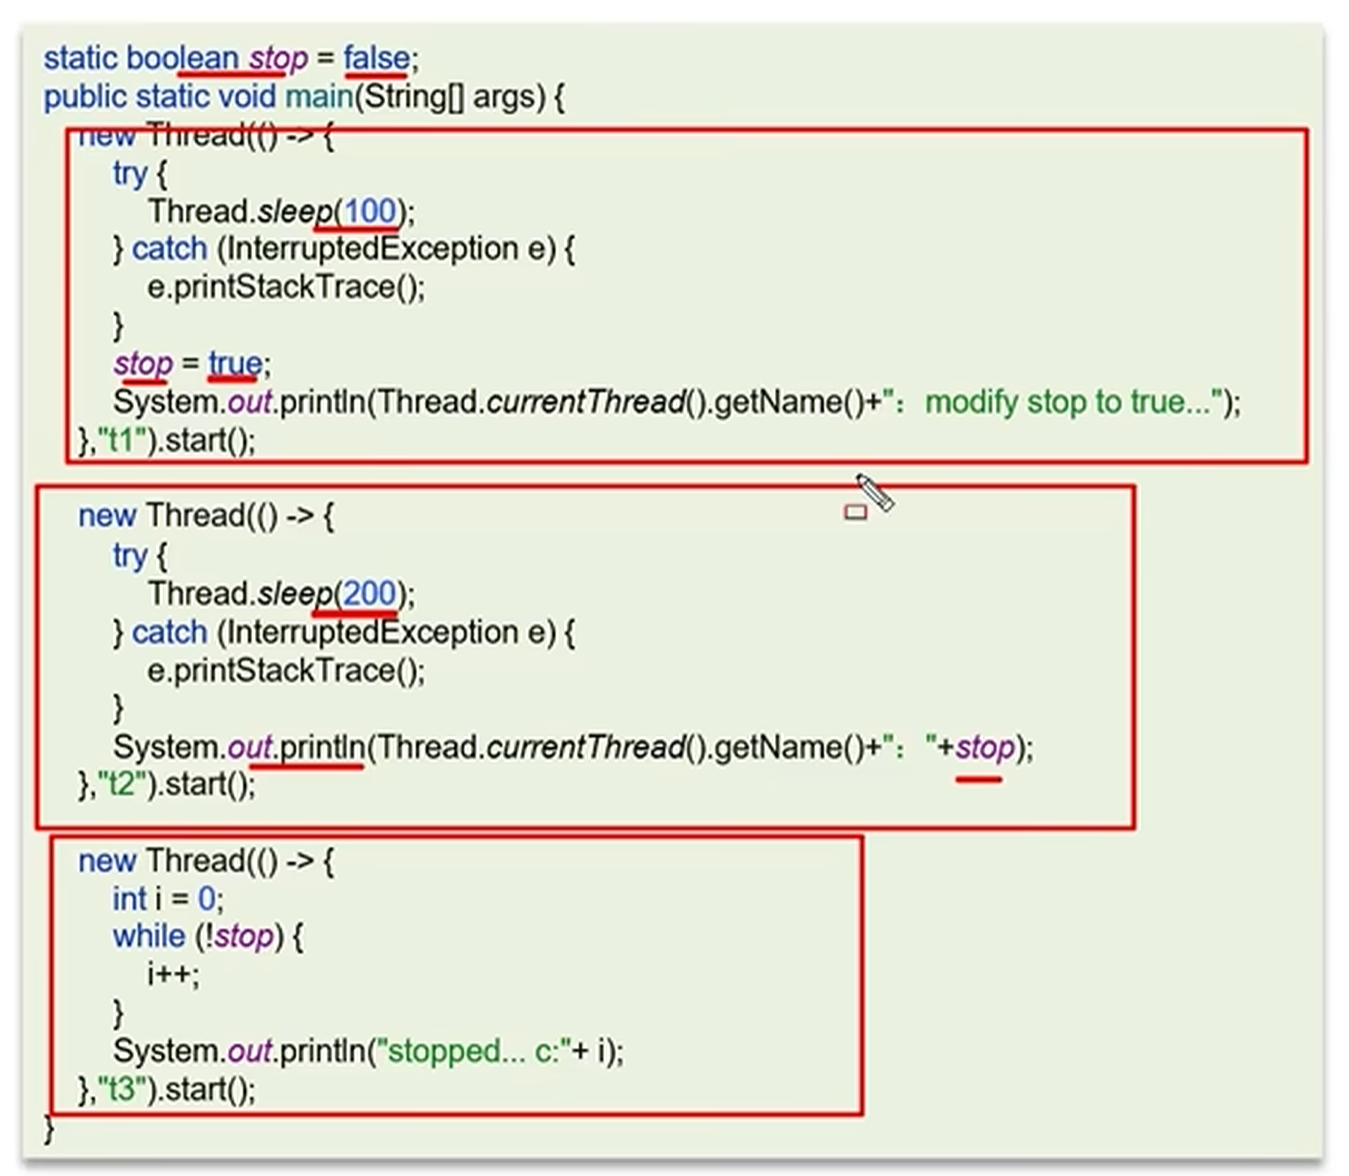 static boolean stop = false;
public static void main(String[] args) {
new Thread(() -> {
try {
Thread.sleep(100);
} catch (InterruptedException e) {
e.printStackTrace();
}
stop = true;
System.out.println(Thread.currentThread().getName()+"：modify stop to true...");
},"t1").start();
new Thread(() -> {
try {
Thread.sleep(200);
} catch (InterruptedException e) {
e.printStackTrace();
}
System.out.println(Thread.currentThread().getName()+"："+stop);
},"t2").start();
new Thread(() -> {
int i = 0;
while (!stop) {
i++;
}
System.out.println("stopped... c:"+ i);
},"t3").start();
}